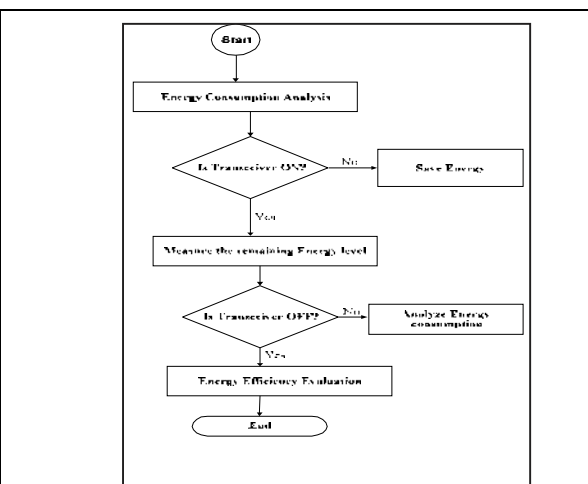 Start
Energy Consumption Analysis
Is Transceiver ON?
No
Save Energy
Yes
Measure the remaining Energy level
Is Transceiver OFF?
No
Analyze Energy
consumption
Yes
Energy Efficiency Evaluation
End